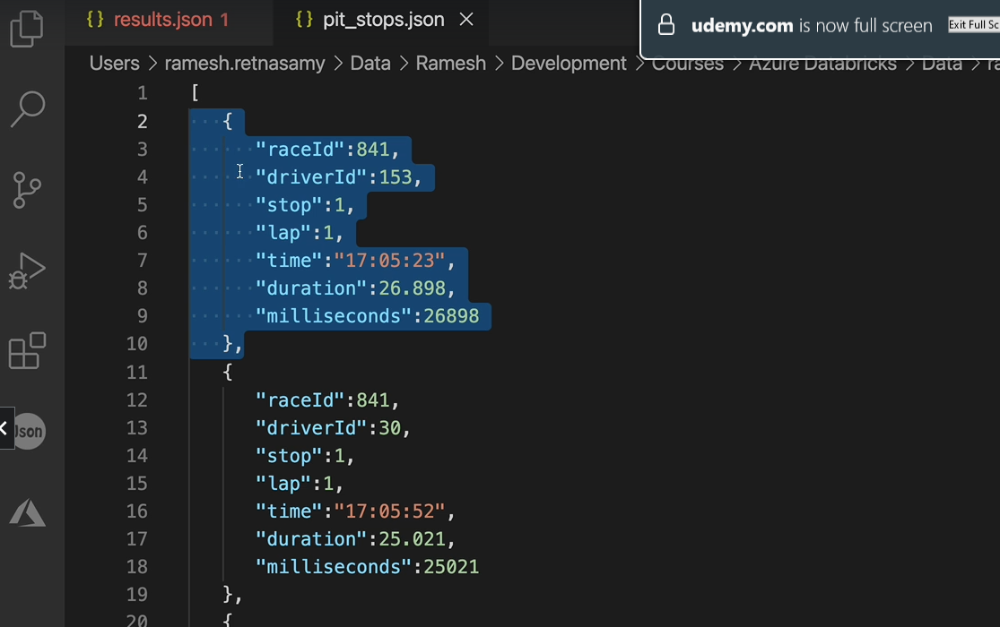 {} results.json 1 {} pit_stops.json ×
udemy.com is now full screen Exit Full Sc
Users > ramesh.retnasamy > Data > Ramesh > Development > Courses > Azure Databricks > Data > ra
1 [
2 {
3 "raceId":841,
4 "driverId":153,
5 "stop":1,
6 "lap":1,
7 "time":"17:05:23",
8 "duration":26.898,
9 "milliseconds":26898
10 },
11 {
12 "raceId":841,
13 "driverId":30,
14 "stop":1,
15 "lap":1,
16 "time":"17:05:52",
17 "duration":25.021,
18 "milliseconds":25021
19 },
20 {
Json